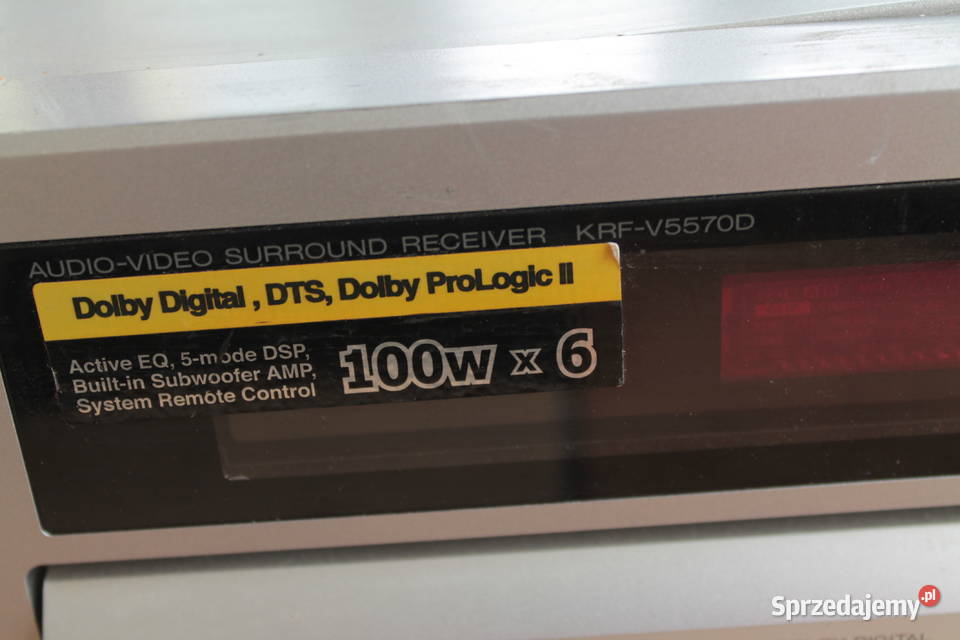 AUDIO-VIDEO SURROUND RECEIVER KRF-V5570D
Dolby Digital , DTS, Dolby ProLogic II
Active EQ, 5-mode DSP,
Built-in Subwoofer AMP,
System Remote Control
100W x 6
Sprzedajemy.pl
DIGITAL